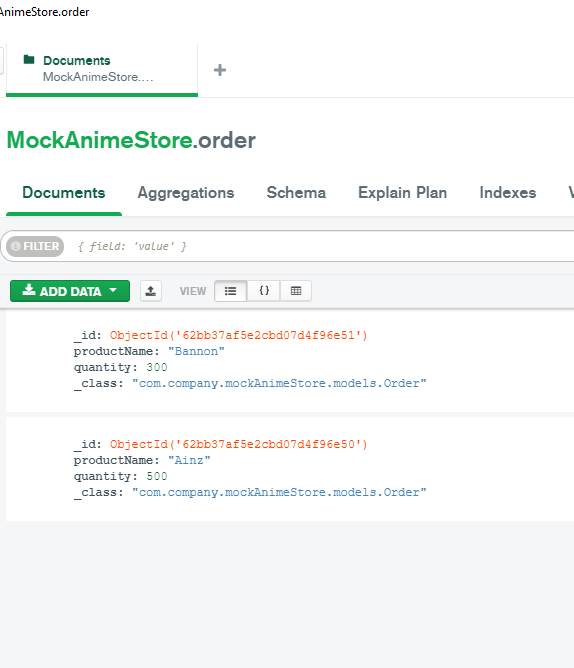 AnimeStore.order
Documents
MockAnimeStore....
+
MockAnimeStore.order
Documents Aggregations Schema Explain Plan Indexes V
FILTER { field: 'value' }
ADD DATA VIEW {}
_id: ObjectId('62bb37af5e2cbd07d4f96e51')
productName: "Bannon"
quantity: 300
_class: "com.company.mockAnimeStore.models.Order"
_id: ObjectId('62bb37af5e2cbd07d4f96e50')
productName: "Ainz"
quantity: 500
_class: "com.company.mockAnimeStore.models.Order"